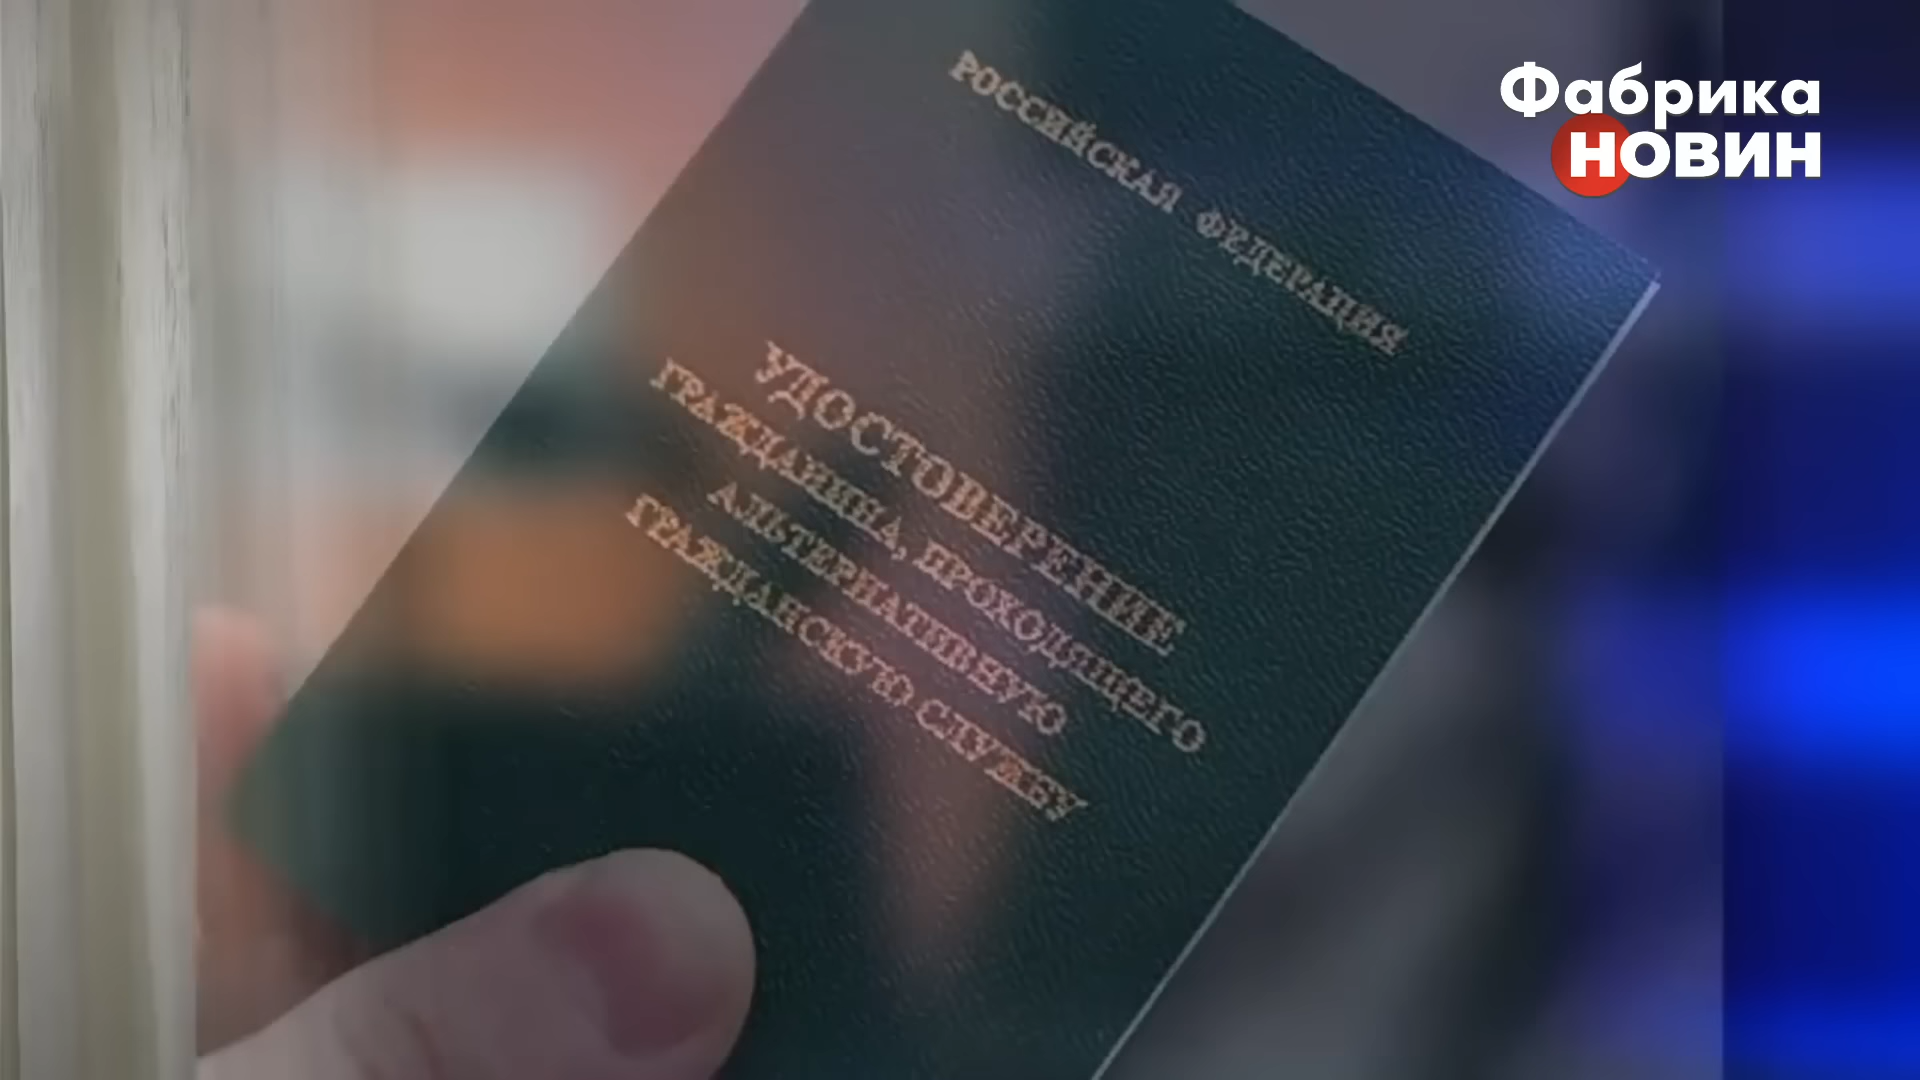 Фабрика
НОВИН
РОССИЙСКАЯ ФЕДЕРАЦИЯ
УДОСТОВЕРЕНИЕ
ГРАЖДАНИНА, ПРОХОДЯЩЕГО
АЛЬТЕРНАТИВНУЮ
ГРАЖДАНСКУЮ СЛУЖБУ